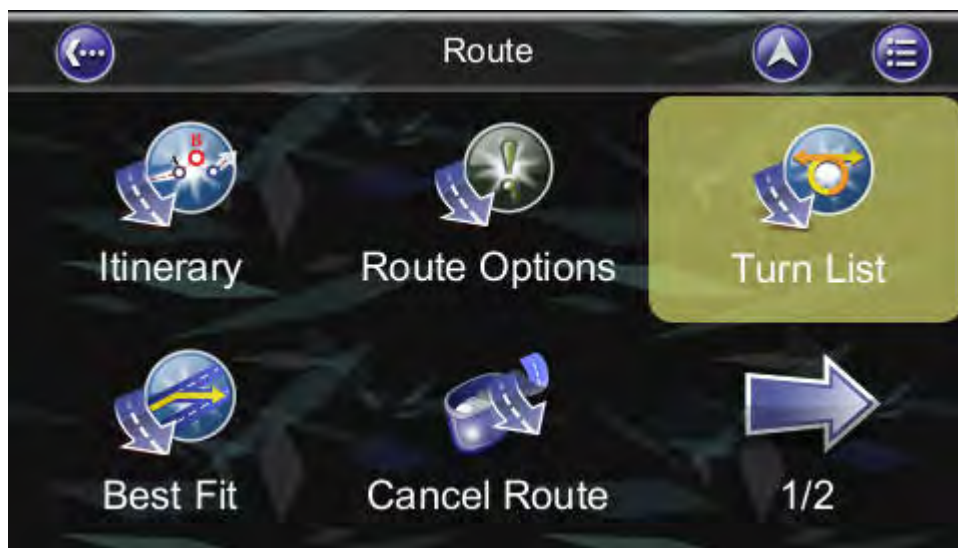 Route
A B
Itinerary
Route Options
Turn List
Best Fit
Cancel Route
1/2